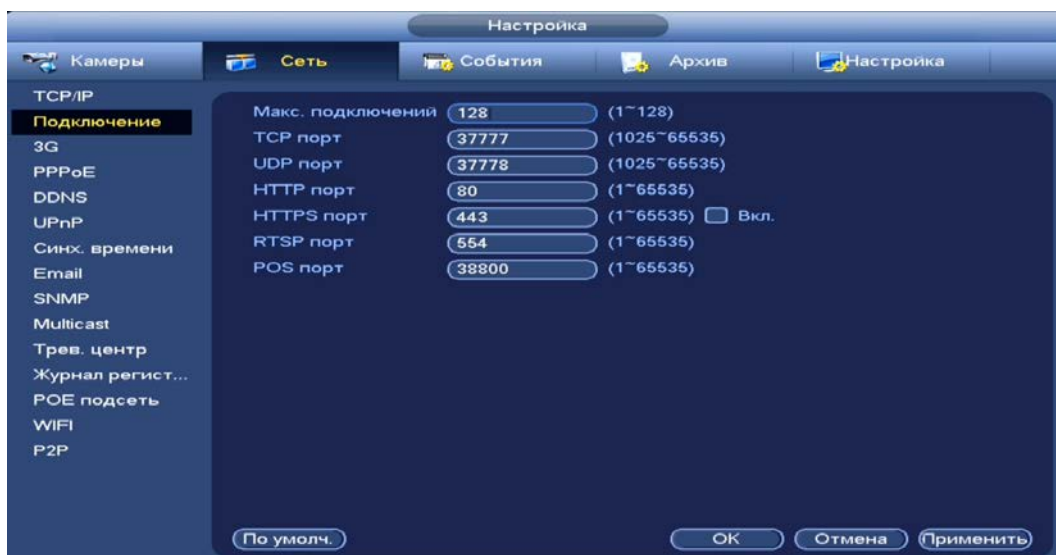 Настройка
Камеры Сеть События Архив Настройка
TCP/IP
Подключение
3G
PPPoE
DDNS
UPnP
Синх. времени
Email
SNMP
Multicast
Трев. центр
Журнал регист...
POE подсеть
WIFI
P2P
Макс. подключений 128 (1~128)
TCP порт 37777 (1025~65535)
UDP порт 37778 (1025~65535)
HTTP порт 80 (1~65535)
HTTPS порт 443 (1~65535) Вкл.
RTSP порт 554 (1~65535)
POS порт 38800 (1~65535)
По умолч. OK Отмена Применить